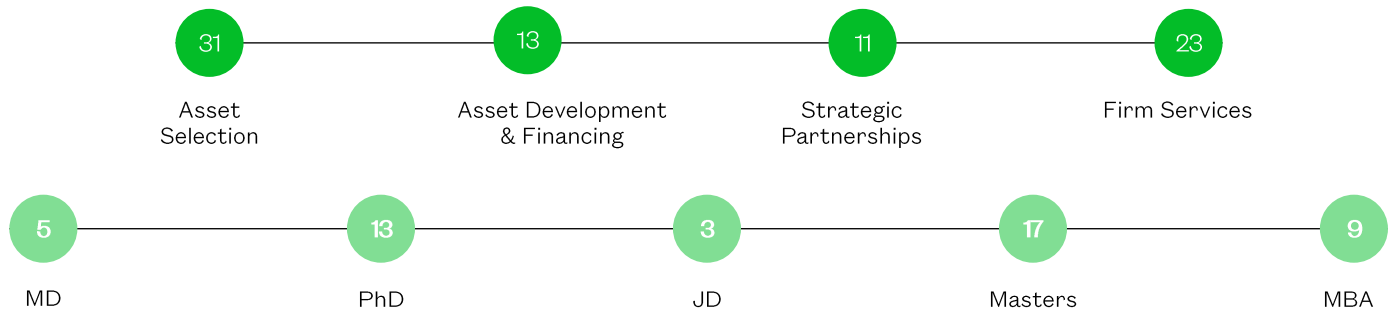 31 13 11 23
Asset Asset Development Strategic Firm Services
Selection & Financing Partnerships
5 13 3 17 9
MD PhD JD Masters MBA